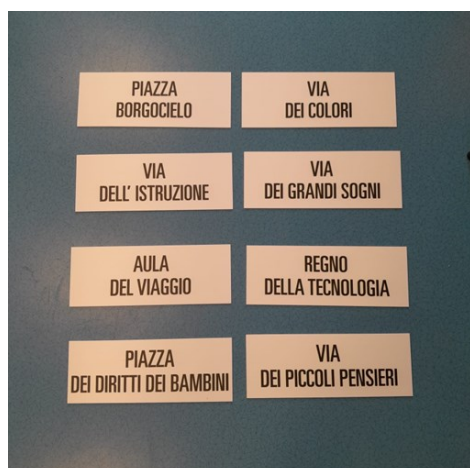 PIAZZA
BORGOCIELO
VIA
DEI COLORI
VIA
DELL' ISTRUZIONE
VIA
DEI GRANDI SOGNI
AULA
DEL VIAGGIO
REGNO
DELLA TECNOLOGIA
PIAZZA
DEI DIRITTI DEI BAMBINI
VIA
DEI PICCOLI PENSIERI